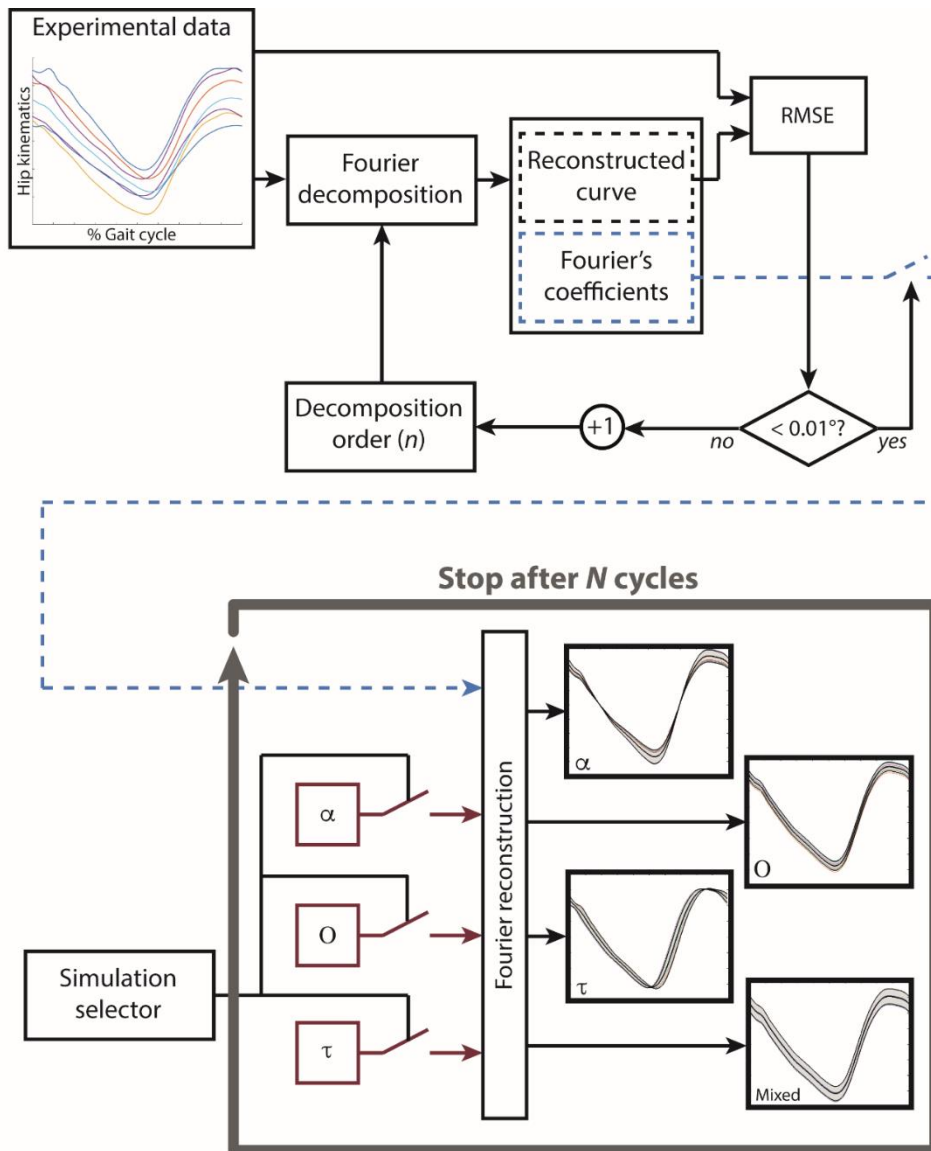 Experimental data
Hip kinematics
% Gait cycle
Fourier
decomposition
Reconstructed
curve
Fourier's
coefficients
RMSE
Decomposition
order (n)
+1
no
< 0.01°?
yes
Stop after N cycles
Simulation
selector
α
O
τ
Fourier reconstruction
α
O
τ
Mixed